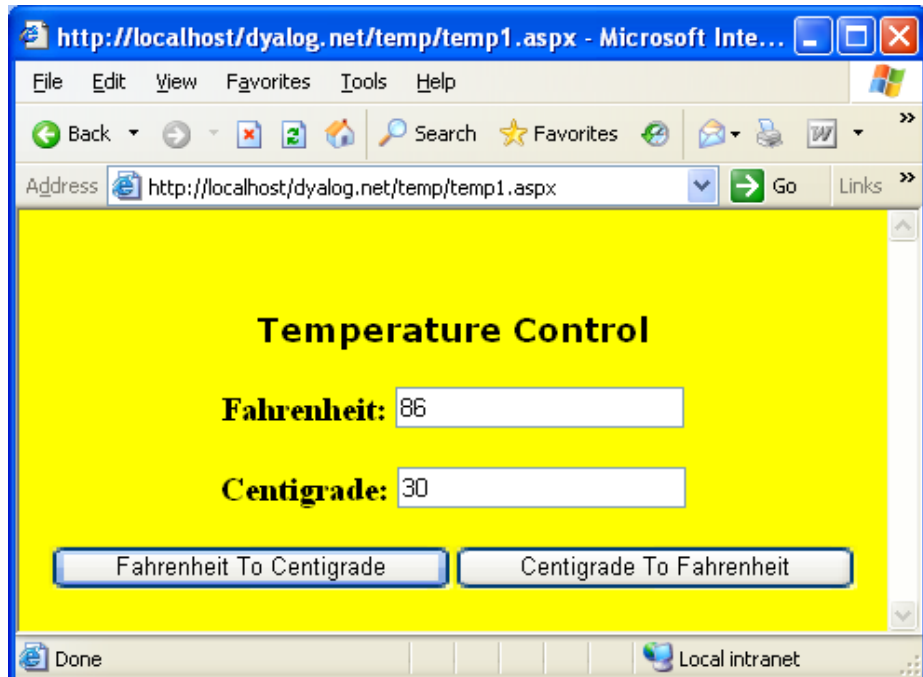 http://localhost/dyalog.net/temp/temp1.aspx - Microsoft Inte...
File Edit View Favorites Tools Help
Back Search Favorites W »
Address http://localhost/dyalog.net/temp/temp1.aspx Go Links »
Temperature Control
Fahrenheit: 86
Centigrade: 30
Fahrenheit To Centigrade Centigrade To Fahrenheit
Done Local intranet